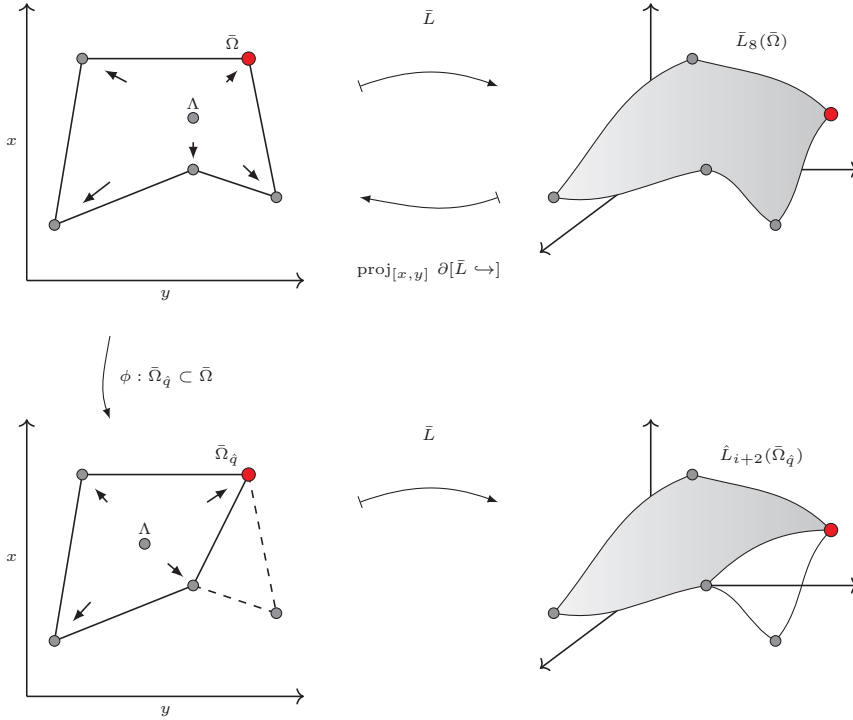 Ω̄
L̄
L̄₈(Ω̄)
Λ
x
y
proj[x,y] ∂[L̄ ↪]
ϕ : Ω̄q̂ ⊂ Ω̄
Ω̄q̂
L̄
L̂i+2(Ω̄q̂)
Λ
x
y